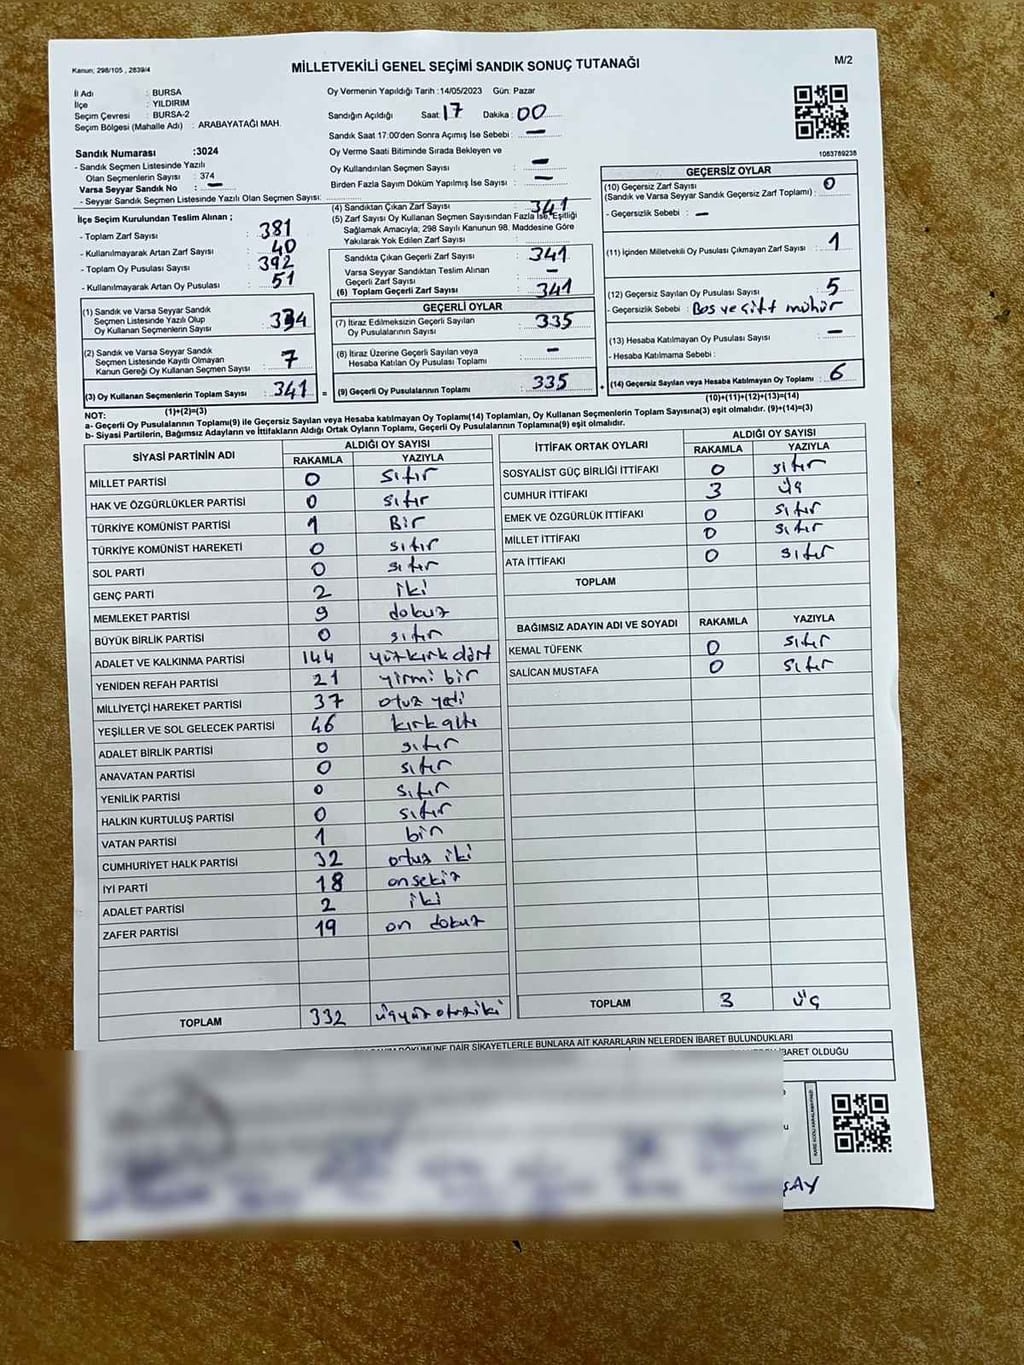 Kanun; 298/105 , 2839/4
MİLLETVEKİLİ GENEL SEÇİMİ SANDIK SONUÇ TUTANAĞI
M/2
İl Adı : BURSA
İlçe : YILDIRIM
Seçim Çevresi : BURSA-2
Seçim Bölgesi (Mahalle Adı) : ARABAYATAĞI MAH.
Sandık Numarası :3024
- Sandık Seçmen Listesinde Yazılı
Olan Seçmenlerin Sayısı : 374
Varsa Seyyar Sandık No : —
- Seyyar Sandık Seçmen Listesinde Yazılı Olan Seçmen Sayısı:
Oy Vermenin Yapıldığı Tarih :14/05/2023 Gün: Pazar
Sandığın Açıldığı Saat: 17 Dakika : 00
Sandık Saat 17:00'den Sonra Açımış İse Sebebi : —
Oy Verme Saati Bitiminde Sırada Bekleyen ve
Oy Kullandırılan Seçmen Sayısı : —
Birden Fazla Sayım Döküm Yapılmış İse Sayısı : —
1083789238
İlçe Seçim Kurulundan Teslim Alınan ;
- Toplam Zarf Sayısı : 381
- Kullanılmayarak Artan Zarf Sayısı : 40
- Toplam Oy Pusulası Sayısı : 392
- Kullanılmayarak Artan Oy Pusulası : 51
(1) Sandık ve Varsa Seyyar Sandık
Seçmen Listesinde Yazılı Olup
Oy Kullanan Seçmenlerin Sayısı : 334
(2) Sandık ve Varsa Seyyar Sandık
Seçmen Listesinde Kayıtlı Olmayan
Kanun Gereği Oy Kullanan Seçmen Sayısı : 7
(3) Oy Kullanan Seçmenlerin Toplam Sayısı : 341
(1)+(2)=(3)
(4) Sandıktan Çıkan Zarf Sayısı : 341
(5) Zarf Sayısı Oy Kullanan Seçmen Sayısından Fazla İse, Eşitliği
Sağlamak Amacıyla; 298 Sayılı Kanunun 98. Maddesine Göre
Yakılarak Yok Edilen Zarf Sayısı :
Sandıkta Çıkan Geçerli Zarf Sayısı : 341
Varsa Seyyar Sandıktan Teslim Alınan
Geçerli Zarf Sayısı : —
(6) Toplam Geçerli Zarf Sayısı : 341
GEÇERLİ OYLAR
(7) İtiraz Edilmeksizin Geçerli Sayılan
Oy Pusulalarının Sayısı : 335
(8) İtiraz Üzerine Geçerli Sayılan veya
Hesaba Katılan Oy Pusulası Toplamı : —
= (9) Geçerli Oy Pusulalarının Toplamı : 335
GEÇERSİZ OYLAR
(10) Geçersiz Zarf Sayısı
(Sandık ve Varsa Seyyar Sandık Geçersiz Zarf Toplamı) : 0
- Geçersizlik Sebebi : —
(11) İçinden Milletvekili Oy Pusulası Çıkmayan Zarf Sayısı : 1
(12) Geçersiz Sayılan Oy Pusulası Sayısı : 5
- Geçersizlik Sebebi : Bos ve çift mühür
(13) Hesaba Katılmayan Oy Pusulası Sayısı : —
- Hesaba Katılmama Sebebi :
+ (14) Geçersiz Sayılan veya Hesaba Katılmayan Oy Toplamı : 6
(10)+(11)+(12)+(13)=(14)
NOT:
a- Geçerli Oy Pusulalarının Toplamı(9) ile Geçersiz Sayılan veya Hesaba katılmayan Oy Toplamı(14) Toplamları, Oy Kullanan Seçmenlerin Toplam Sayısına(3) eşit olmalıdır. (9)+(14)=(3)
b- Siyasi Partilerin, Bağımsız Adayların ve İttifakların Aldığı Ortak Oyların Toplamı, Geçerli Oy Pusulalarının Toplamına(9) eşit olmalıdır.
SİYASİ PARTİNİN ADI ALDIĞI OY SAYISI
RAKAMLA YAZIYLA
MİLLET PARTİSİ 0 sıfır
HAK VE ÖZGÜRLÜKLER PARTİSİ 0 sıfır
TÜRKİYE KOMÜNİST PARTİSİ 1 Bir
TÜRKİYE KOMÜNİST HAREKETİ 0 sıfır
SOL PARTİ 0 sıfır
GENÇ PARTİ 2 iki
MEMLEKET PARTİSİ 9 dokuz
BÜYÜK BİRLİK PARTİSİ 0 sıfır
ADALET VE KALKINMA PARTİSİ 144 yüzkırkdört
YENİDEN REFAH PARTİSİ 21 yirmi bir
MİLLİYETÇİ HAREKET PARTİSİ 37 otuz yedi
YEŞİLLER VE SOL GELECEK PARTİSİ 46 kırkaltı
ADALET BİRLİK PARTİSİ 0 sıfır
ANAVATAN PARTİSİ 0 sıfır
YENİLİK PARTİSİ 0 sıfır
HALKIN KURTULUŞ PARTİSİ 0 sıfır
VATAN PARTİSİ 1 bir
CUMHURİYET HALK PARTİSİ 32 ortuz iki
İYİ PARTİ 18 onsekiz
ADALET PARTİSİ 2 iki
ZAFER PARTİSİ 19 on dokuz
TOPLAM 332 üçyüz otuziki
İTTİFAK ORTAK OYLARI ALDIĞI OY SAYISI
RAKAMLA YAZIYLA
SOSYALİST GÜÇ BİRLİĞİ İTTİFAKI 0 sıfır
CUMHUR İTTİFAKI 3 üç
EMEK VE ÖZGÜRLÜK İTTİFAKI 0 sıfır
MİLLET İTTİFAKI 0 sıfır
ATA İTTİFAKI 0 sıfır
TOPLAM
BAĞIMSIZ ADAYIN ADI VE SOYADI RAKAMLA YAZIYLA
KEMAL TÜFENK 0 sıfır
SALİCAN MUSTAFA 0 sıfır
TOPLAM 3 üç
DÖKÜMÜNE DAİR ŞİKAYETLERLE BUNLARA AİT KARARLARIN NELERDEN İBARET BULUNDUKLARI
İBARET OLDUĞU